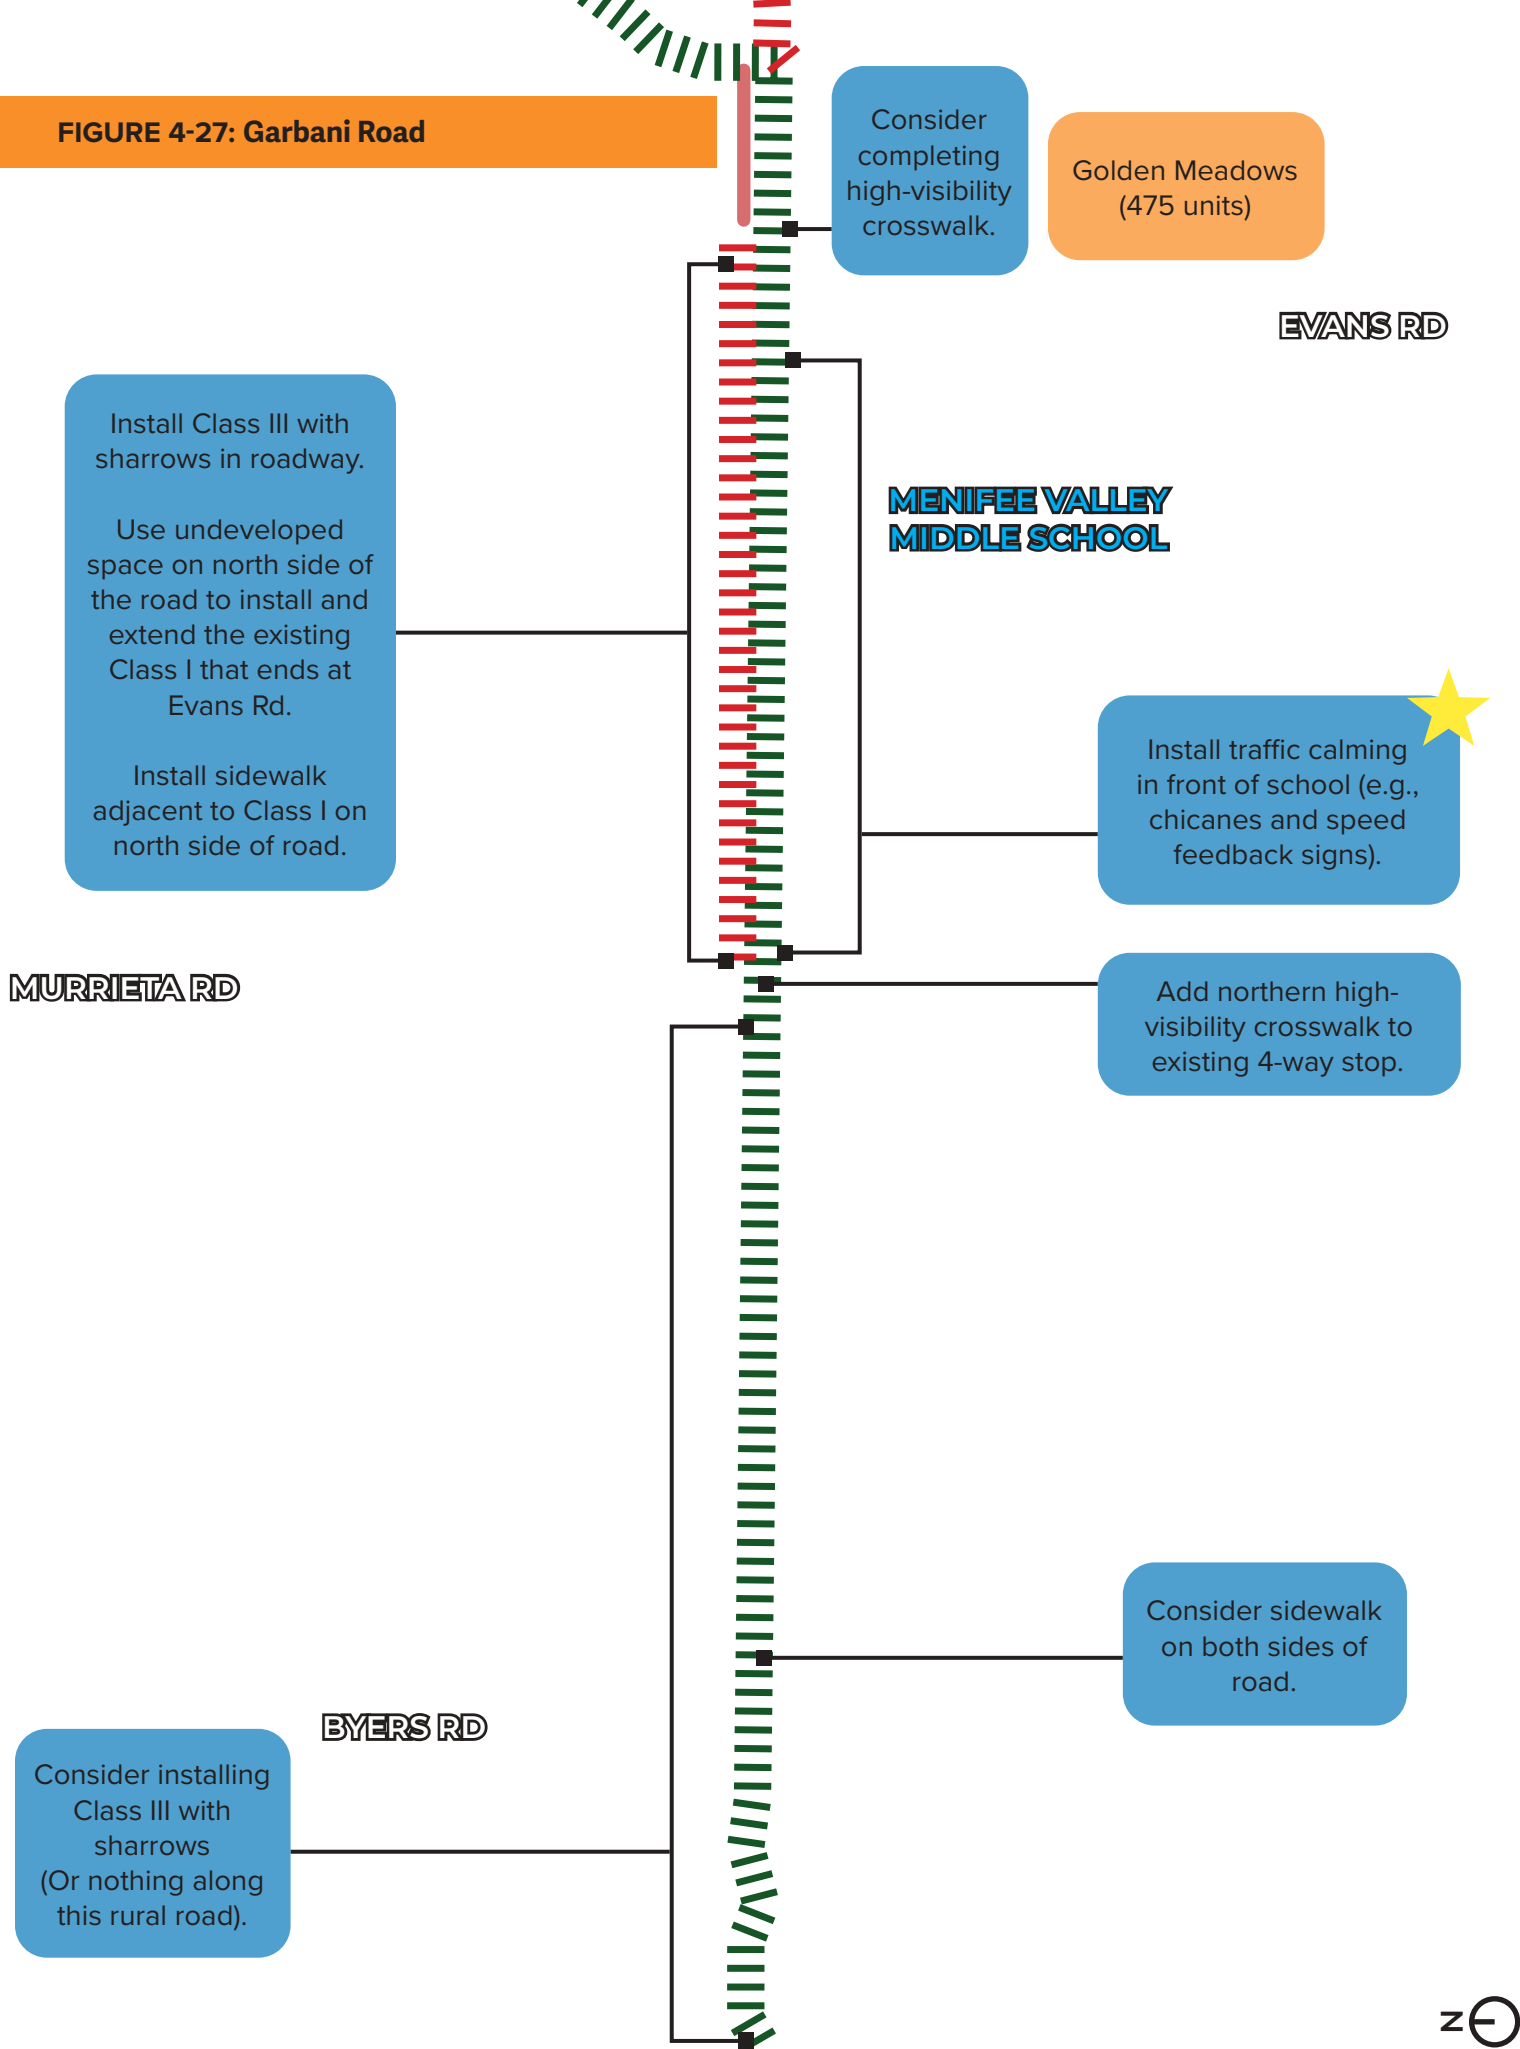 FIGURE 4-27: Garbani Road
Consider
completing
high-visibility
crosswalk.
Golden Meadows
(475 units)
EVANS RD
Install Class III with
sharrows in roadway.
Use undeveloped
space on north side of
the road to install and
extend the existing
Class I that ends at
Evans Rd.
Install sidewalk
adjacent to Class I on
north side of road.
MENIFEE VALLEY
MIDDLE SCHOOL
Install traffic calming
in front of school (e.g.,
chicanes and speed
feedback signs).
MURRIETA RD
Add northern high-
visibility crosswalk to
existing 4-way stop.
Consider sidewalk
on both sides of
road.
BYERS RD
Consider installing
Class III with
sharrows
(Or nothing along
this rural road).
N